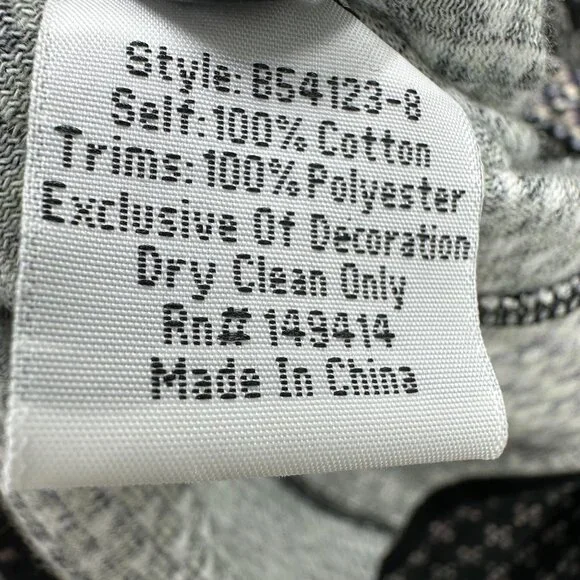 Style: B54123-8
Self: 100% Cotton
Trims: 100% Polyester
Exclusive Of Decoration
Dry Clean Only
Rn# 149414
Made In China